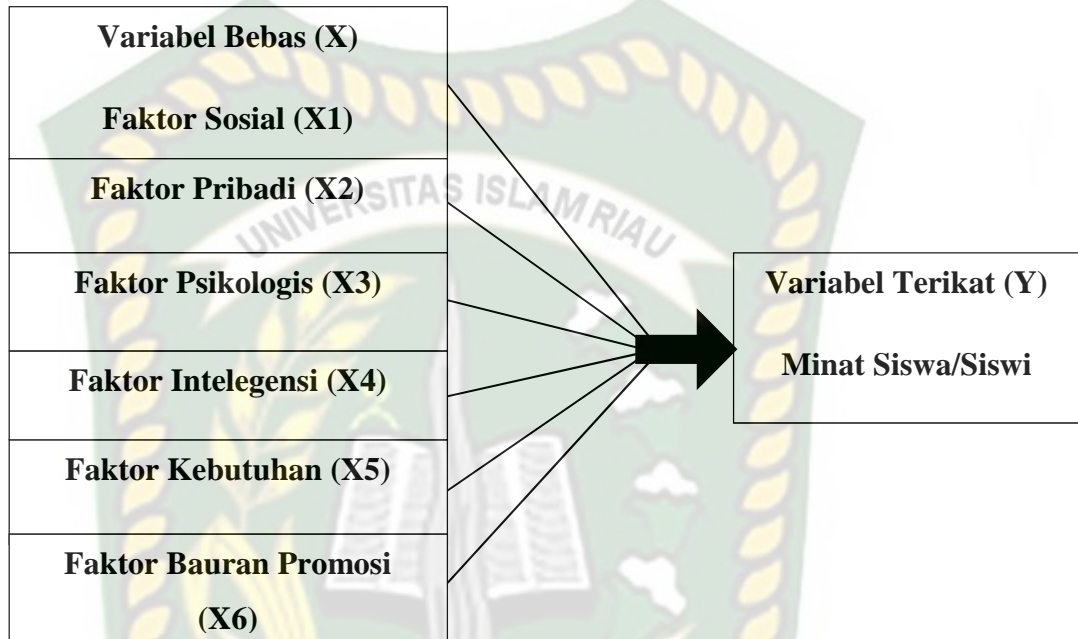 Variabel Bebas (X)
Faktor Sosial (X1)
Faktor Pribadi (X2)
UNIVERSITAS ISLAM RIAU
Faktor Psikologis (X3)
Variabel Terikat (Y)
Minat Siswa/Siswi
Faktor Intelegensi (X4)
Faktor Kebutuhan (X5)
Faktor Bauran Promosi
(X6)